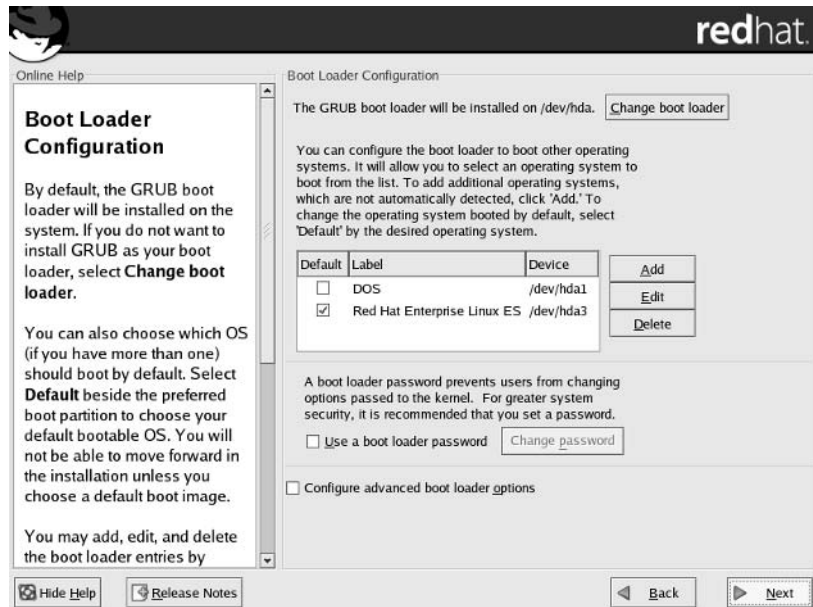 redhat.
Online Help
Boot Loader
Configuration
By default, the GRUB boot
loader will be installed on the
system. If you do not want to
install GRUB as your boot
loader, select Change boot
loader.
You can also choose which OS
(if you have more than one)
should boot by default. Select
Default beside the preferred
boot partition to choose your
default bootable OS. You will
not be able to move forward in
the installation unless you
choose a default boot image.
You may add, edit, and delete
the boot loader entries by
Boot Loader Configuration
The GRUB boot loader will be installed on /dev/hda. Change boot loader
You can configure the boot loader to boot other operating
systems. It will allow you to select an operating system to
boot from the list. To add additional operating systems,
which are not automatically detected, click 'Add.' To
change the operating system booted by default, select
'Default' by the desired operating system.
Default Label Device
DOS /dev/hda1
Red Hat Enterprise Linux ES /dev/hda3
Add
Edit
Delete
A boot loader password prevents users from changing
options passed to the kernel. For greater system
security, it is recommended that you set a password.
Use a boot loader password Change password
Configure advanced boot loader options
Hide Help Release Notes Back Next